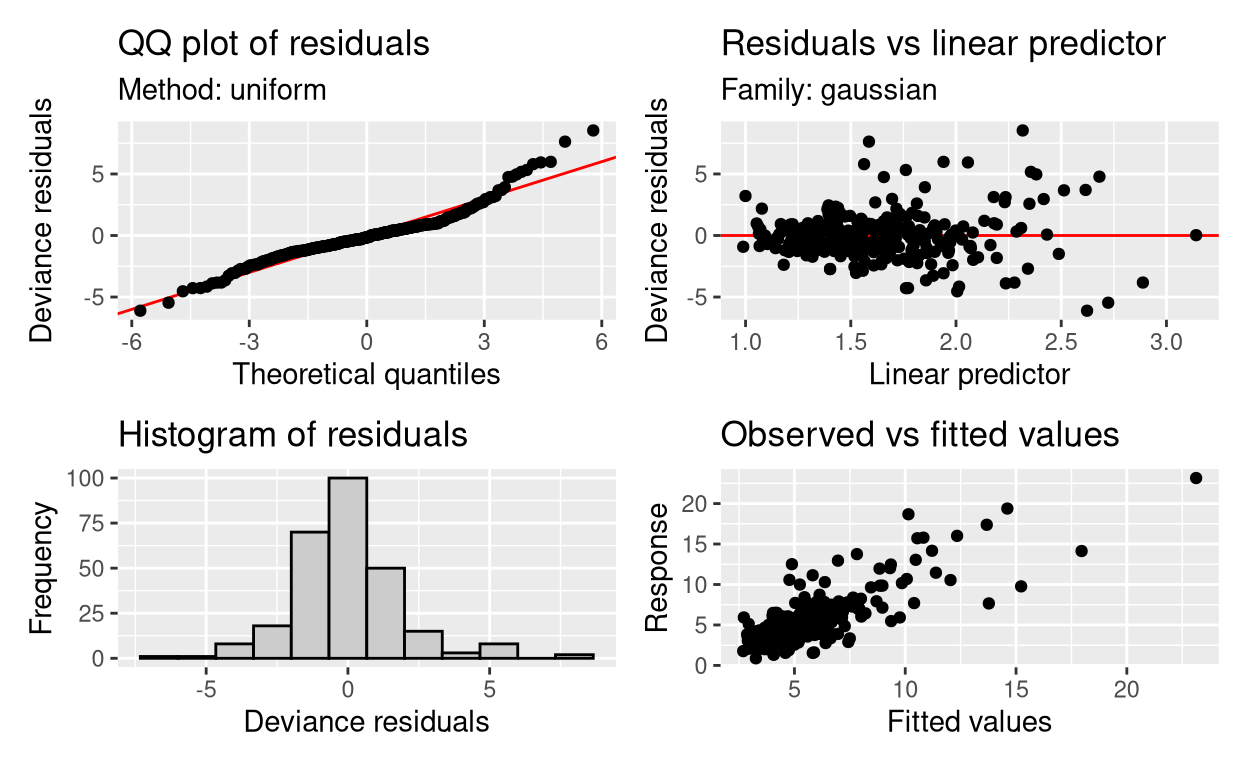 QQ plot of residuals
Method: uniform
Deviance residuals
5
0
-5
-6
-3
0
3
6
Theoretical quantiles
Residuals vs linear predictor
Family: gaussian
Deviance residuals
5
0
-5
1.0
1.5
2.0
2.5
3.0
Linear predictor
Histogram of residuals
Frequency
100
75
50
25
0
-5
0
5
Deviance residuals
Observed vs fitted values
Response
20
15
10
5
0
5
10
15
20
Fitted values